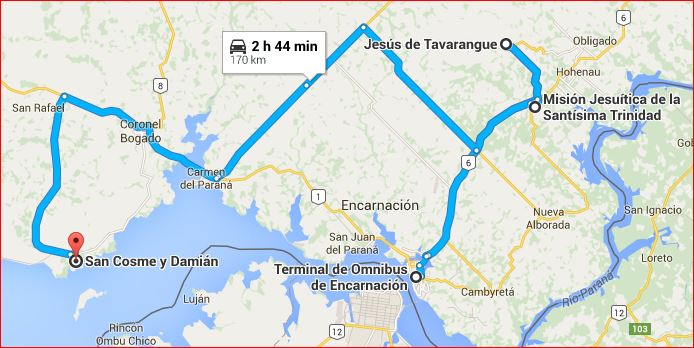 2 h 44 min
170 km
Jesús de Tavarangue
6
Obligado
Hohenau
8
San Rafael
Misión Jesuítica de la
Santísima Trinidad
Coronel
Bogado
6
Carmen
del Paraná
Gob
1
Encarnación
Nueva
Alborada
San Ignacio
103
San Juan
del Paraná
San Cosme y Damián
Loreto
Terminal de Omnibus
de Encarnación
Cambyretá
Río Paraná
Luján
Rincón
Ombu Chico
12
12
103